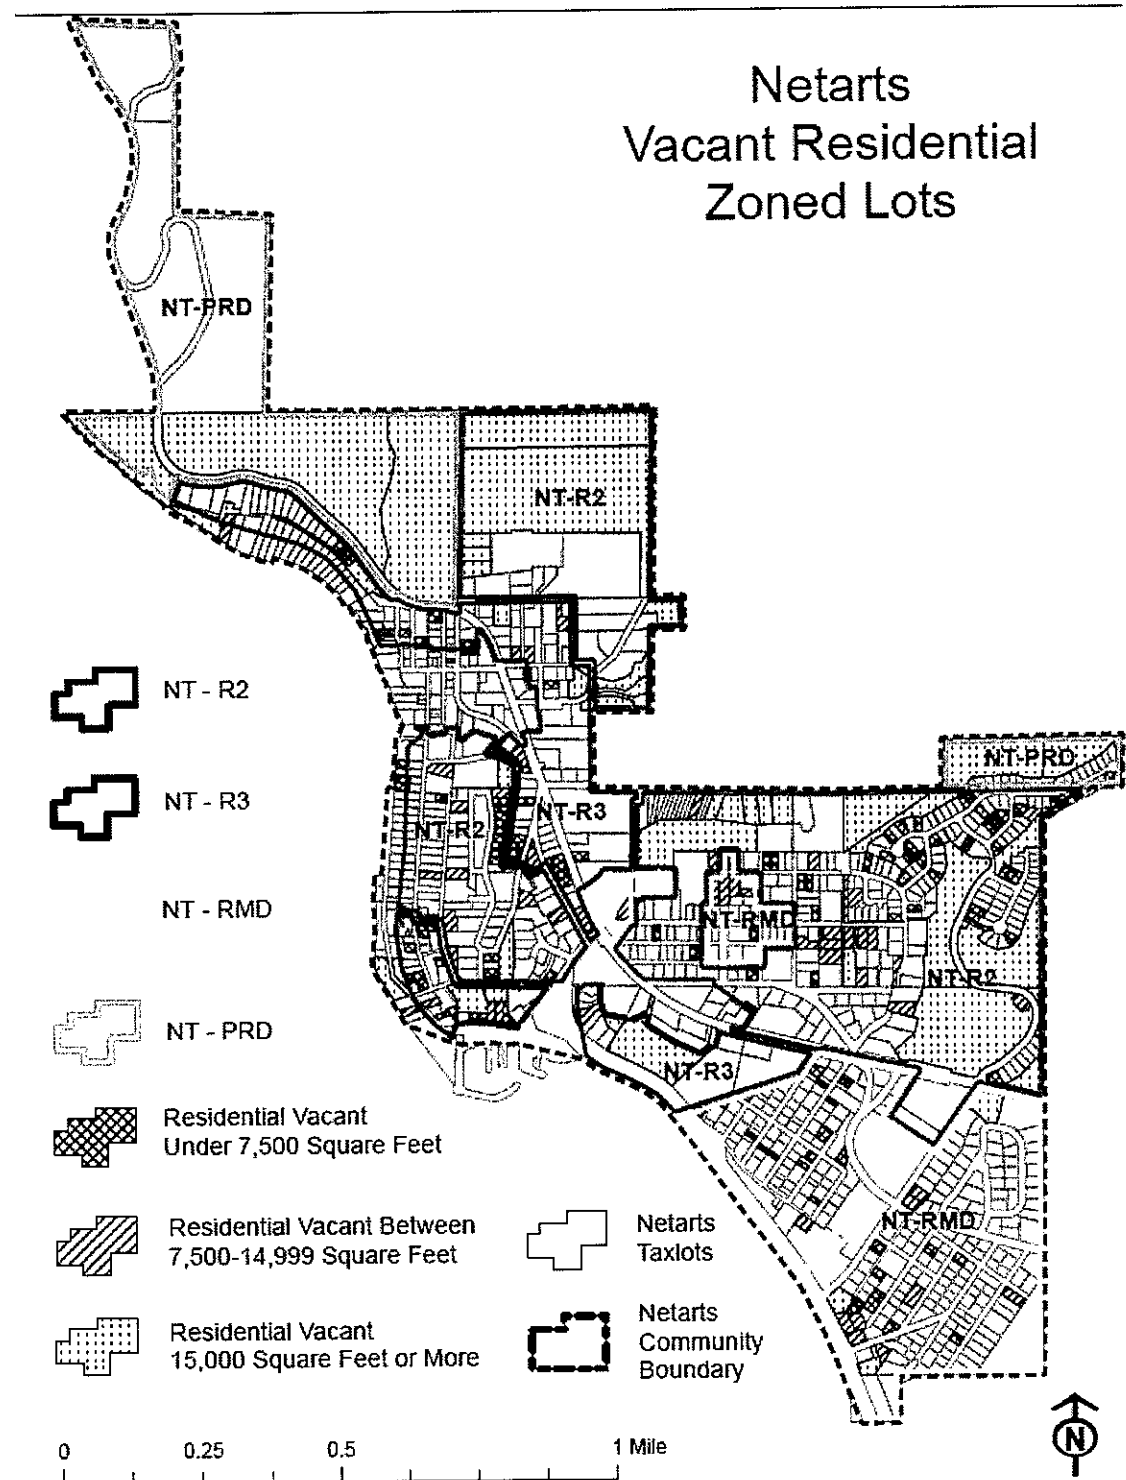 Netarts
Vacant Residential
Zoned Lots
NT-PRD
NT-R2
NT-PRD
NT-R2
NT-R3
NT-RMD
NT-R2
NT-R3
NT-RMD
NT - R2
NT - R3
NT - RMD
NT - PRD
Residential Vacant
Under 7,500 Square Feet
Residential Vacant Between
7,500-14,999 Square Feet
Residential Vacant
15,000 Square Feet or More
Netarts
Taxlots
Netarts
Community
Boundary
0 0.25 0.5 1 Mile
N